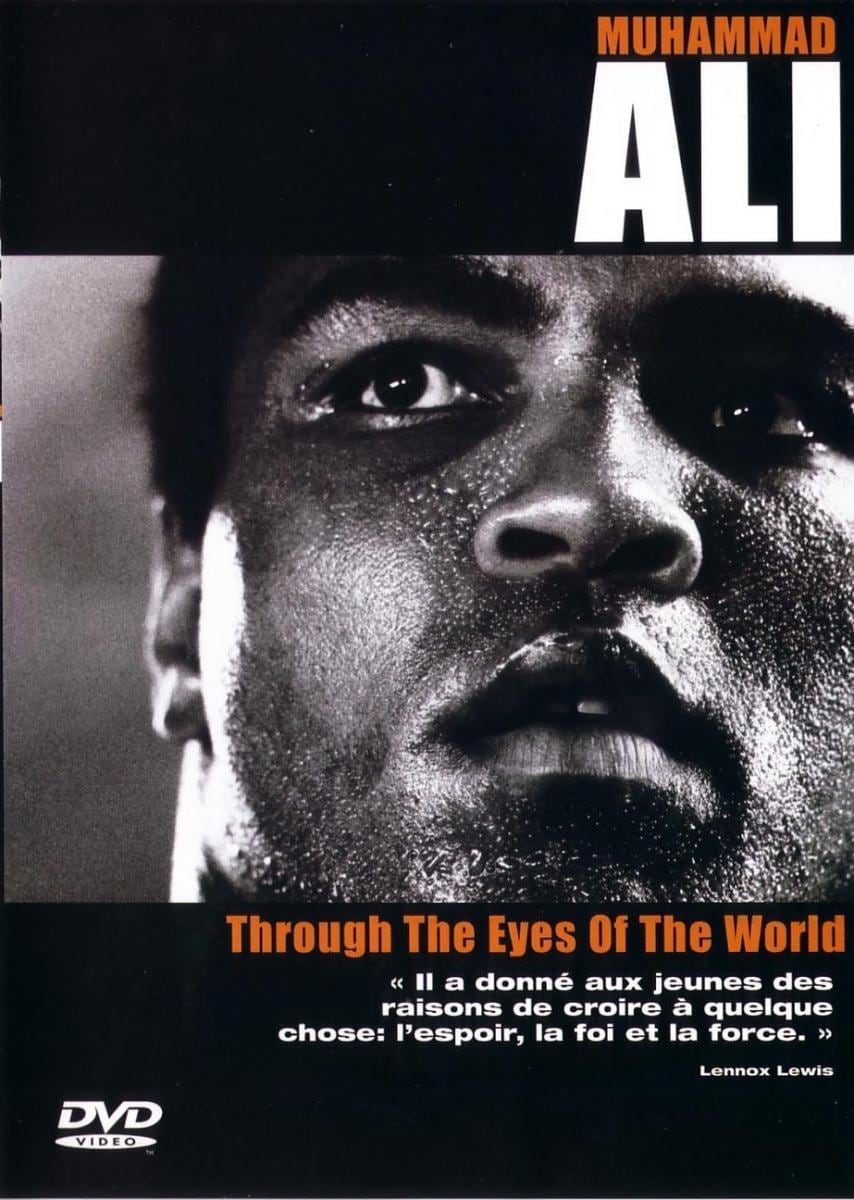 MUHAMMAD
ALI
Through The Eyes Of The World
« Il a donné aux jeunes des
raisons de croire à quelque
chose: l'espoir, la foi et la force. »
Lennox Lewis
DVD
VIDEO
TM